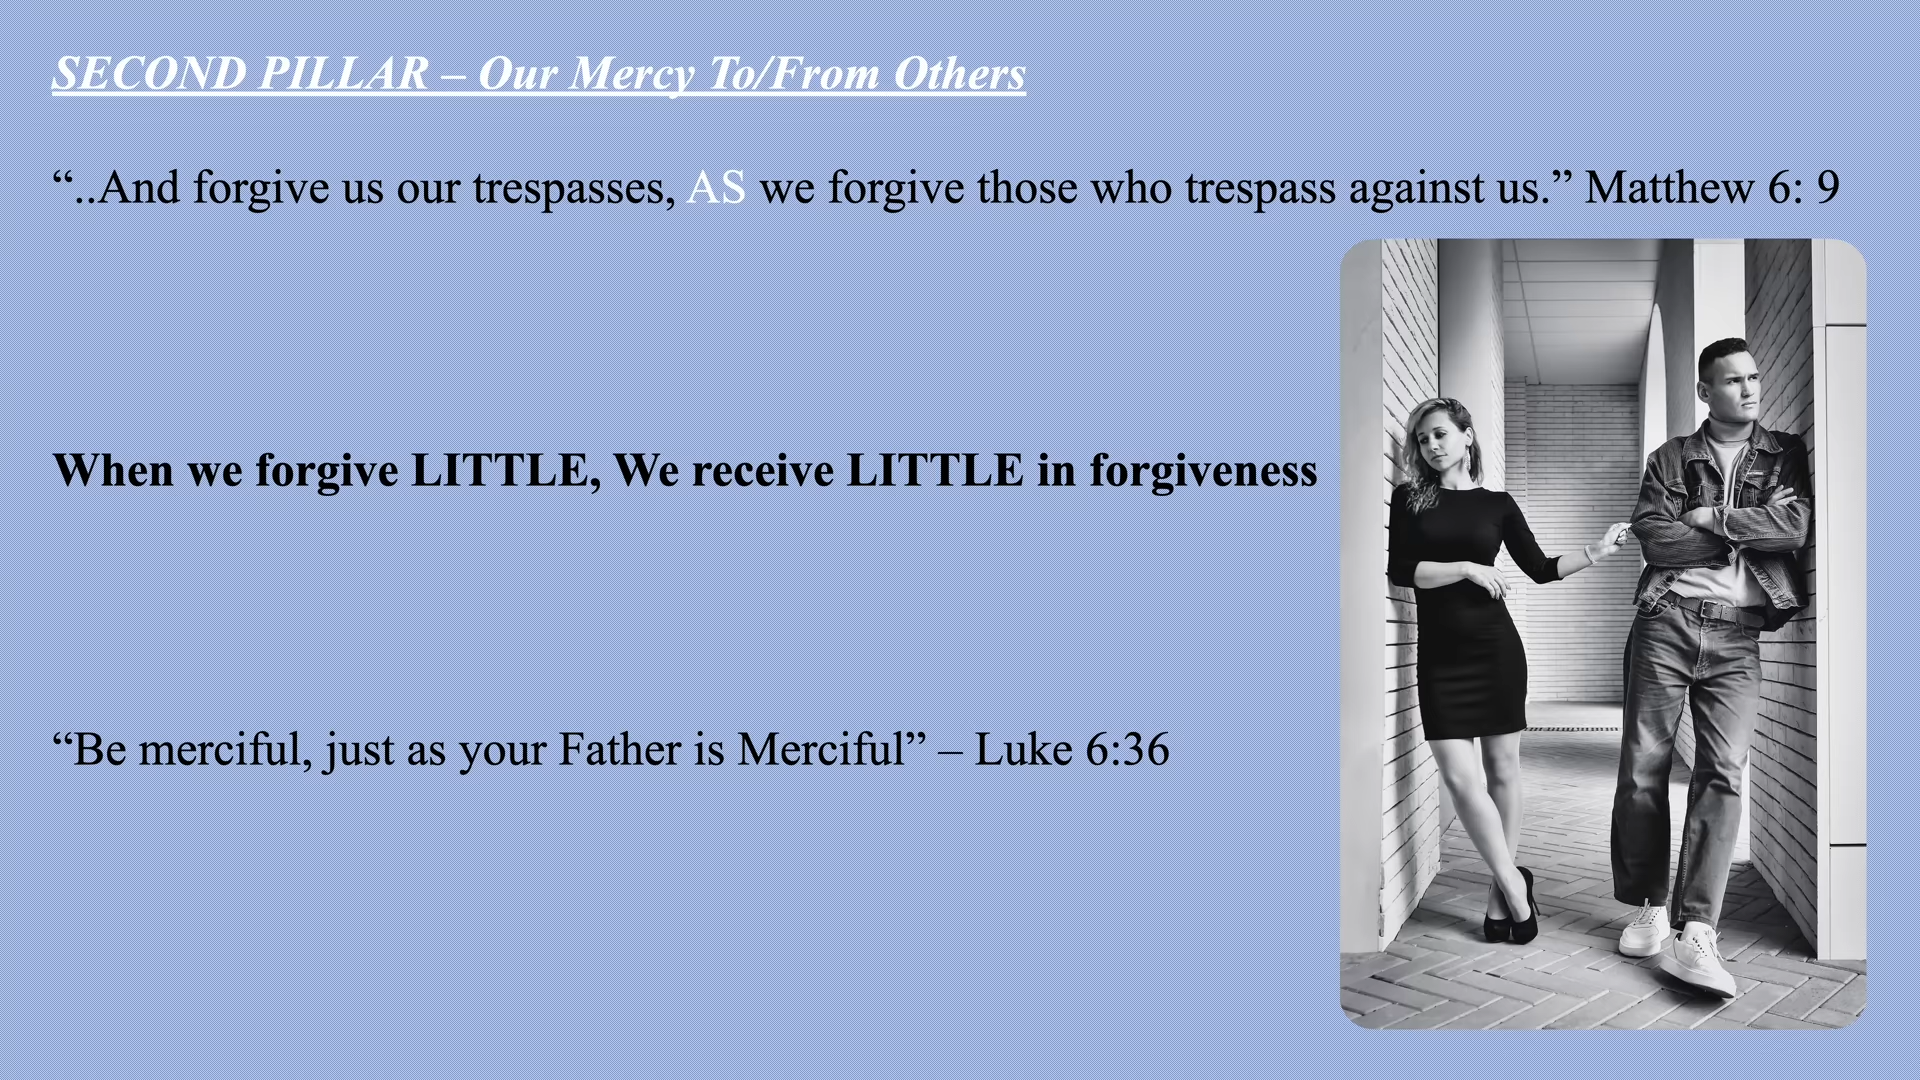 SECOND PILLAR – Our Mercy To/From Others
“..And forgive us our trespasses, AS we forgive those who trespass against us.” Matthew 6: 9
When we forgive LITTLE, We receive LITTLE in forgiveness
“Be merciful, just as your Father is Merciful” – Luke 6:36